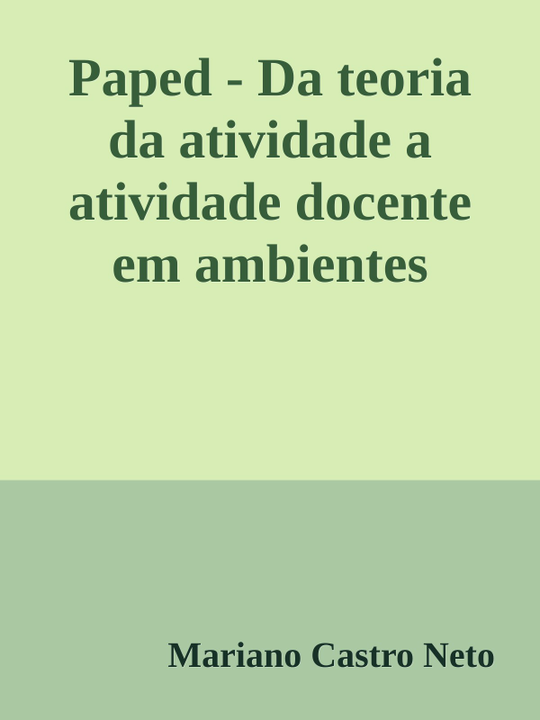 Paped - Da teoria
da atividade a
atividade docente
em ambientes
Mariano Castro Neto